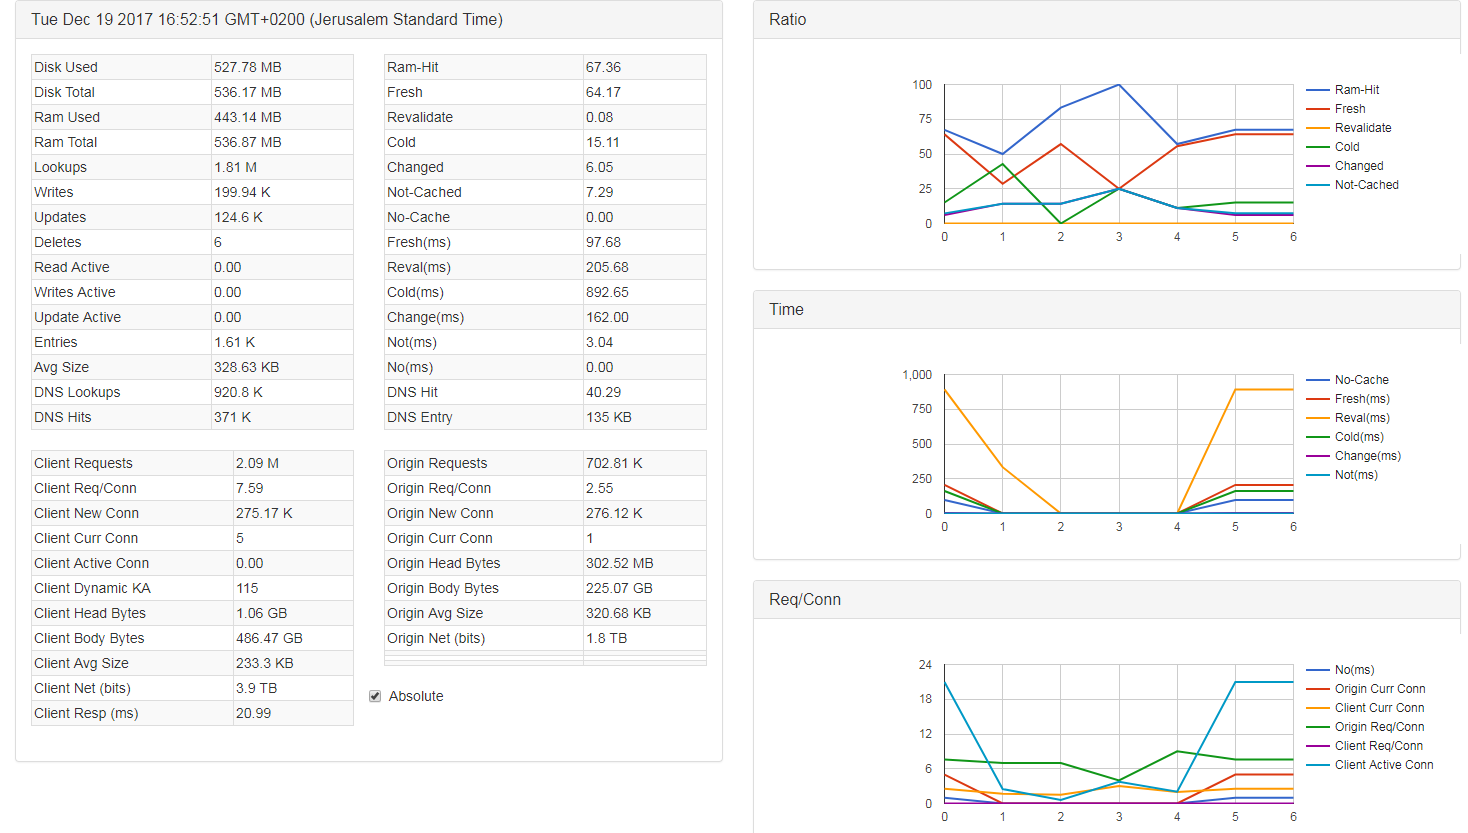 Tue Dec 19 2017 16:52:51 GMT+0200 (Jerusalem Standard Time)
Disk Used 527.78 MB
Disk Total 536.17 MB
Ram Used 443.14 MB
Ram Total 536.87 MB
Lookups 1.81 M
Writes 199.94 K
Updates 124.6 K
Deletes 6
Read Active 0.00
Writes Active 0.00
Update Active 0.00
Entries 1.61 K
Avg Size 328.63 KB
DNS Lookups 920.8 K
DNS Hits 371 K
Ram-Hit 67.36
Fresh 64.17
Revalidate 0.08
Cold 15.11
Changed 6.05
Not-Cached 7.29
No-Cache 0.00
Fresh(ms) 97.68
Reval(ms) 205.68
Cold(ms) 892.65
Change(ms) 162.00
Not(ms) 3.04
No(ms) 0.00
DNS Hit 40.29
DNS Entry 135 KB
Client Requests 2.09 M
Client Req/Conn 7.59
Client New Conn 275.17 K
Client Curr Conn 5
Client Active Conn 0.00
Client Dynamic KA 115
Client Head Bytes 1.06 GB
Client Body Bytes 486.47 GB
Client Avg Size 233.3 KB
Client Net (bits) 3.9 TB
Client Resp (ms) 20.99
Origin Requests 702.81 K
Origin Req/Conn 2.55
Origin New Conn 276.12 K
Origin Curr Conn 1
Origin Head Bytes 302.52 MB
Origin Body Bytes 225.07 GB
Origin Avg Size 320.68 KB
Origin Net (bits) 1.8 TB
Absolute
Ratio
100
75
50
25
0
0 1 2 3 4 5 6
Ram-Hit
Fresh
Revalidate
Cold
Changed
Not-Cached
Time
1,000
750
500
250
0
0 1 2 3 4 5 6
No-Cache
Fresh(ms)
Reval(ms)
Cold(ms)
Change(ms)
Not(ms)
Req/Conn
24
18
12
6
0
0 1 2 3 4 5 6
No(ms)
Origin Curr Conn
Client Curr Conn
Origin Req/Conn
Client Req/Conn
Client Active Conn